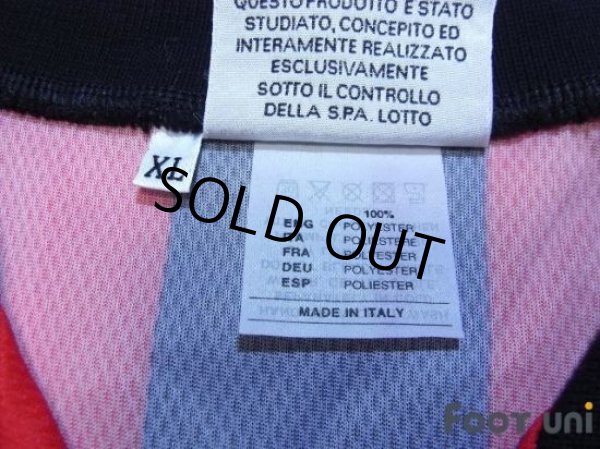 QUESTO PRODOTTO È STATO
STUDIATO, CONCEPITO ED
INTERAMENTE REALIZZATO
ESCLUSIVAMENTE
SOTTO IL CONTROLLO
DELLA S.P.A. LOTTO
XL
SOLD OUT
100%
ENG POLYESTER
ITA POLIESTERE
FRA POLYESTER
DEU POLYESTER
ESP POLIESTER
MADE IN ITALY
FOOT uni